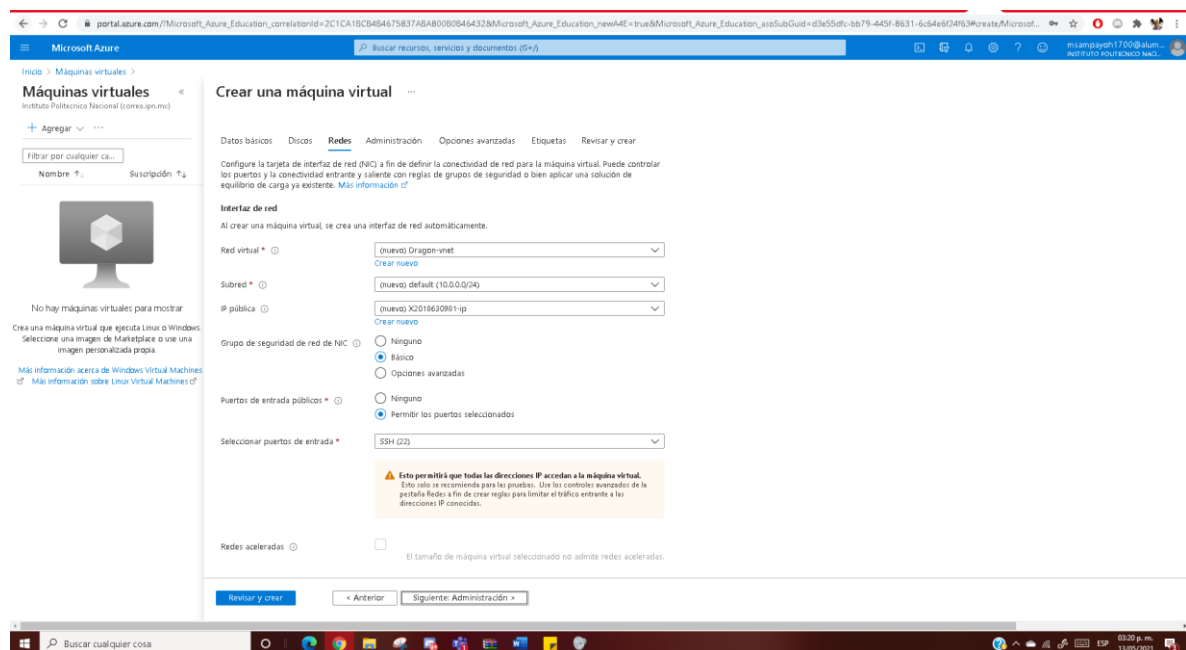 portal.azure.com/?Microsoft_Azure_Education_correlationId=2C1CA1BCB4B4675837ABA800B0B46432&Microsoft_Azure_Education_newA4E=true&Microsoft_Azure_Education_asoSubGuid=d3e55dfc-bb79-445f-8631-6c64e6f24f63#create/Microsof...
Microsoft Azure
Buscar recursos, servicios y documentos (G+/)
msampayoh1700@alum...
INSTITUTO POLITECNICO NACI...
Inicio > Máquinas virtuales >
Máquinas virtuales «
Instituto Politecnico Nacional (correo.ipn.mx)
+ Agregar ···
Filtrar por cualquier ca...
Nombre ↑↓ Suscripción ↑↓
No hay máquinas virtuales para mostrar
Crea una máquina virtual que ejecuta Linux o Windows.
Seleccione una imagen de Marketplace o use una
imagen personalizada propia.
Más información acerca de Windows Virtual Machines
Más información sobre Linux Virtual Machines
Crear una máquina virtual ···
Datos básicos Discos Redes Administración Opciones avanzadas Etiquetas Revisar y crear
Configure la tarjeta de interfaz de red (NIC) a fin de definir la conectividad de red para la máquina virtual. Puede controlar
los puertos y la conectividad entrante y saliente con reglas de grupos de seguridad o bien aplicar una solución de
equilibrio de carga ya existente. Más información
Interfaz de red
Al crear una máquina virtual, se crea una interfaz de red automáticamente.
Red virtual *
(nuevo) Dragon-vnet
Crear nuevo
Subred *
(nuevo) default (10.0.0.0/24)
IP pública
(nuevo) X2018630981-ip
Crear nuevo
Grupo de seguridad de red de NIC
Ninguno
Básico
Opciones avanzadas
Puertos de entrada públicos *
Ninguno
Permitir los puertos seleccionados
Seleccionar puertos de entrada *
SSH (22)
Esto permitirá que todas las direcciones IP accedan a la máquina virtual.
Esto solo se recomienda para las pruebas. Use los controles avanzados de la
pestaña Redes a fin de crear reglas para limitar el tráfico entrante a las
direcciones IP conocidas.
Redes aceleradas
El tamaño de máquina virtual seleccionado no admite redes aceleradas.
Revisar y crear
< Anterior
Siguiente: Administración >
Buscar cualquier cosa
ESP
03:20 p. m.
13/05/2021